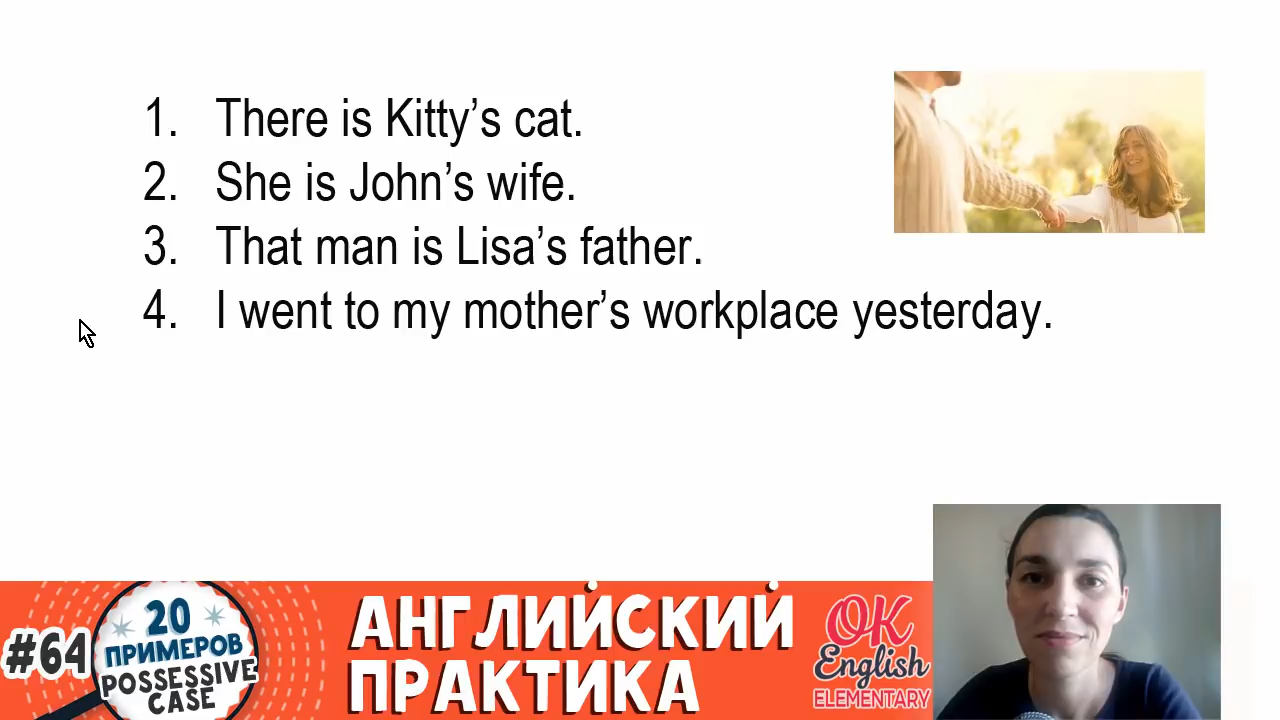 1. There is Kitty’s cat.
2. She is John’s wife.
3. That man is Lisa’s father.
4. I went to my mother’s workplace yesterday.
#64
20
ПРИМЕРОВ
POSSESSIVE
CASE
АНГЛИЙСКИЙ
ПРАКТИКА
OK
English
ELEMENTARY